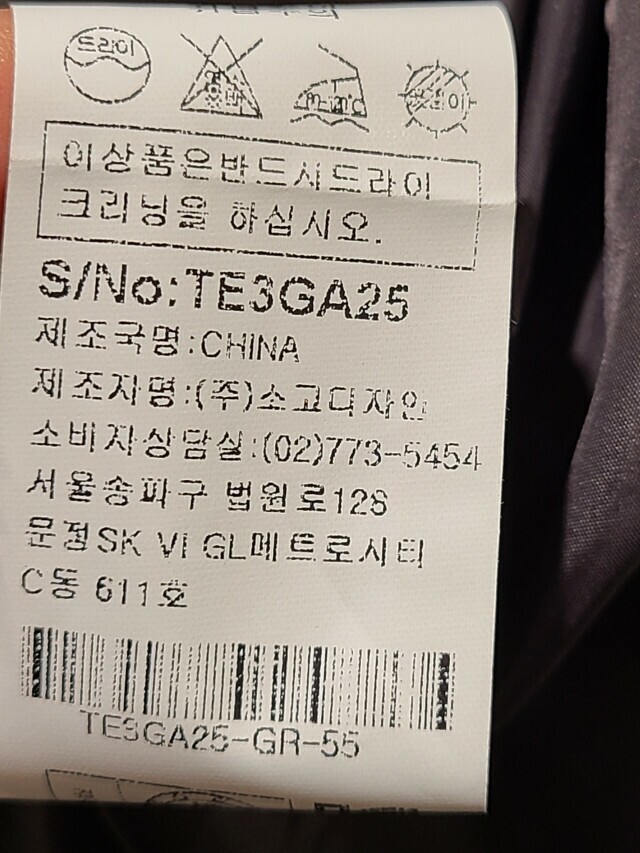 드라이
이상품은반드시드라이
크리닝을 하십시오.
S/No:TE3GA25
제조국명:CHINA
제조자명:(주)소고디자인
소비자상담실:(02)773-5454
서울송파구 법원로128
문정SK V1 GL메트로시티
C동 611호
TE3GA25-GR-55